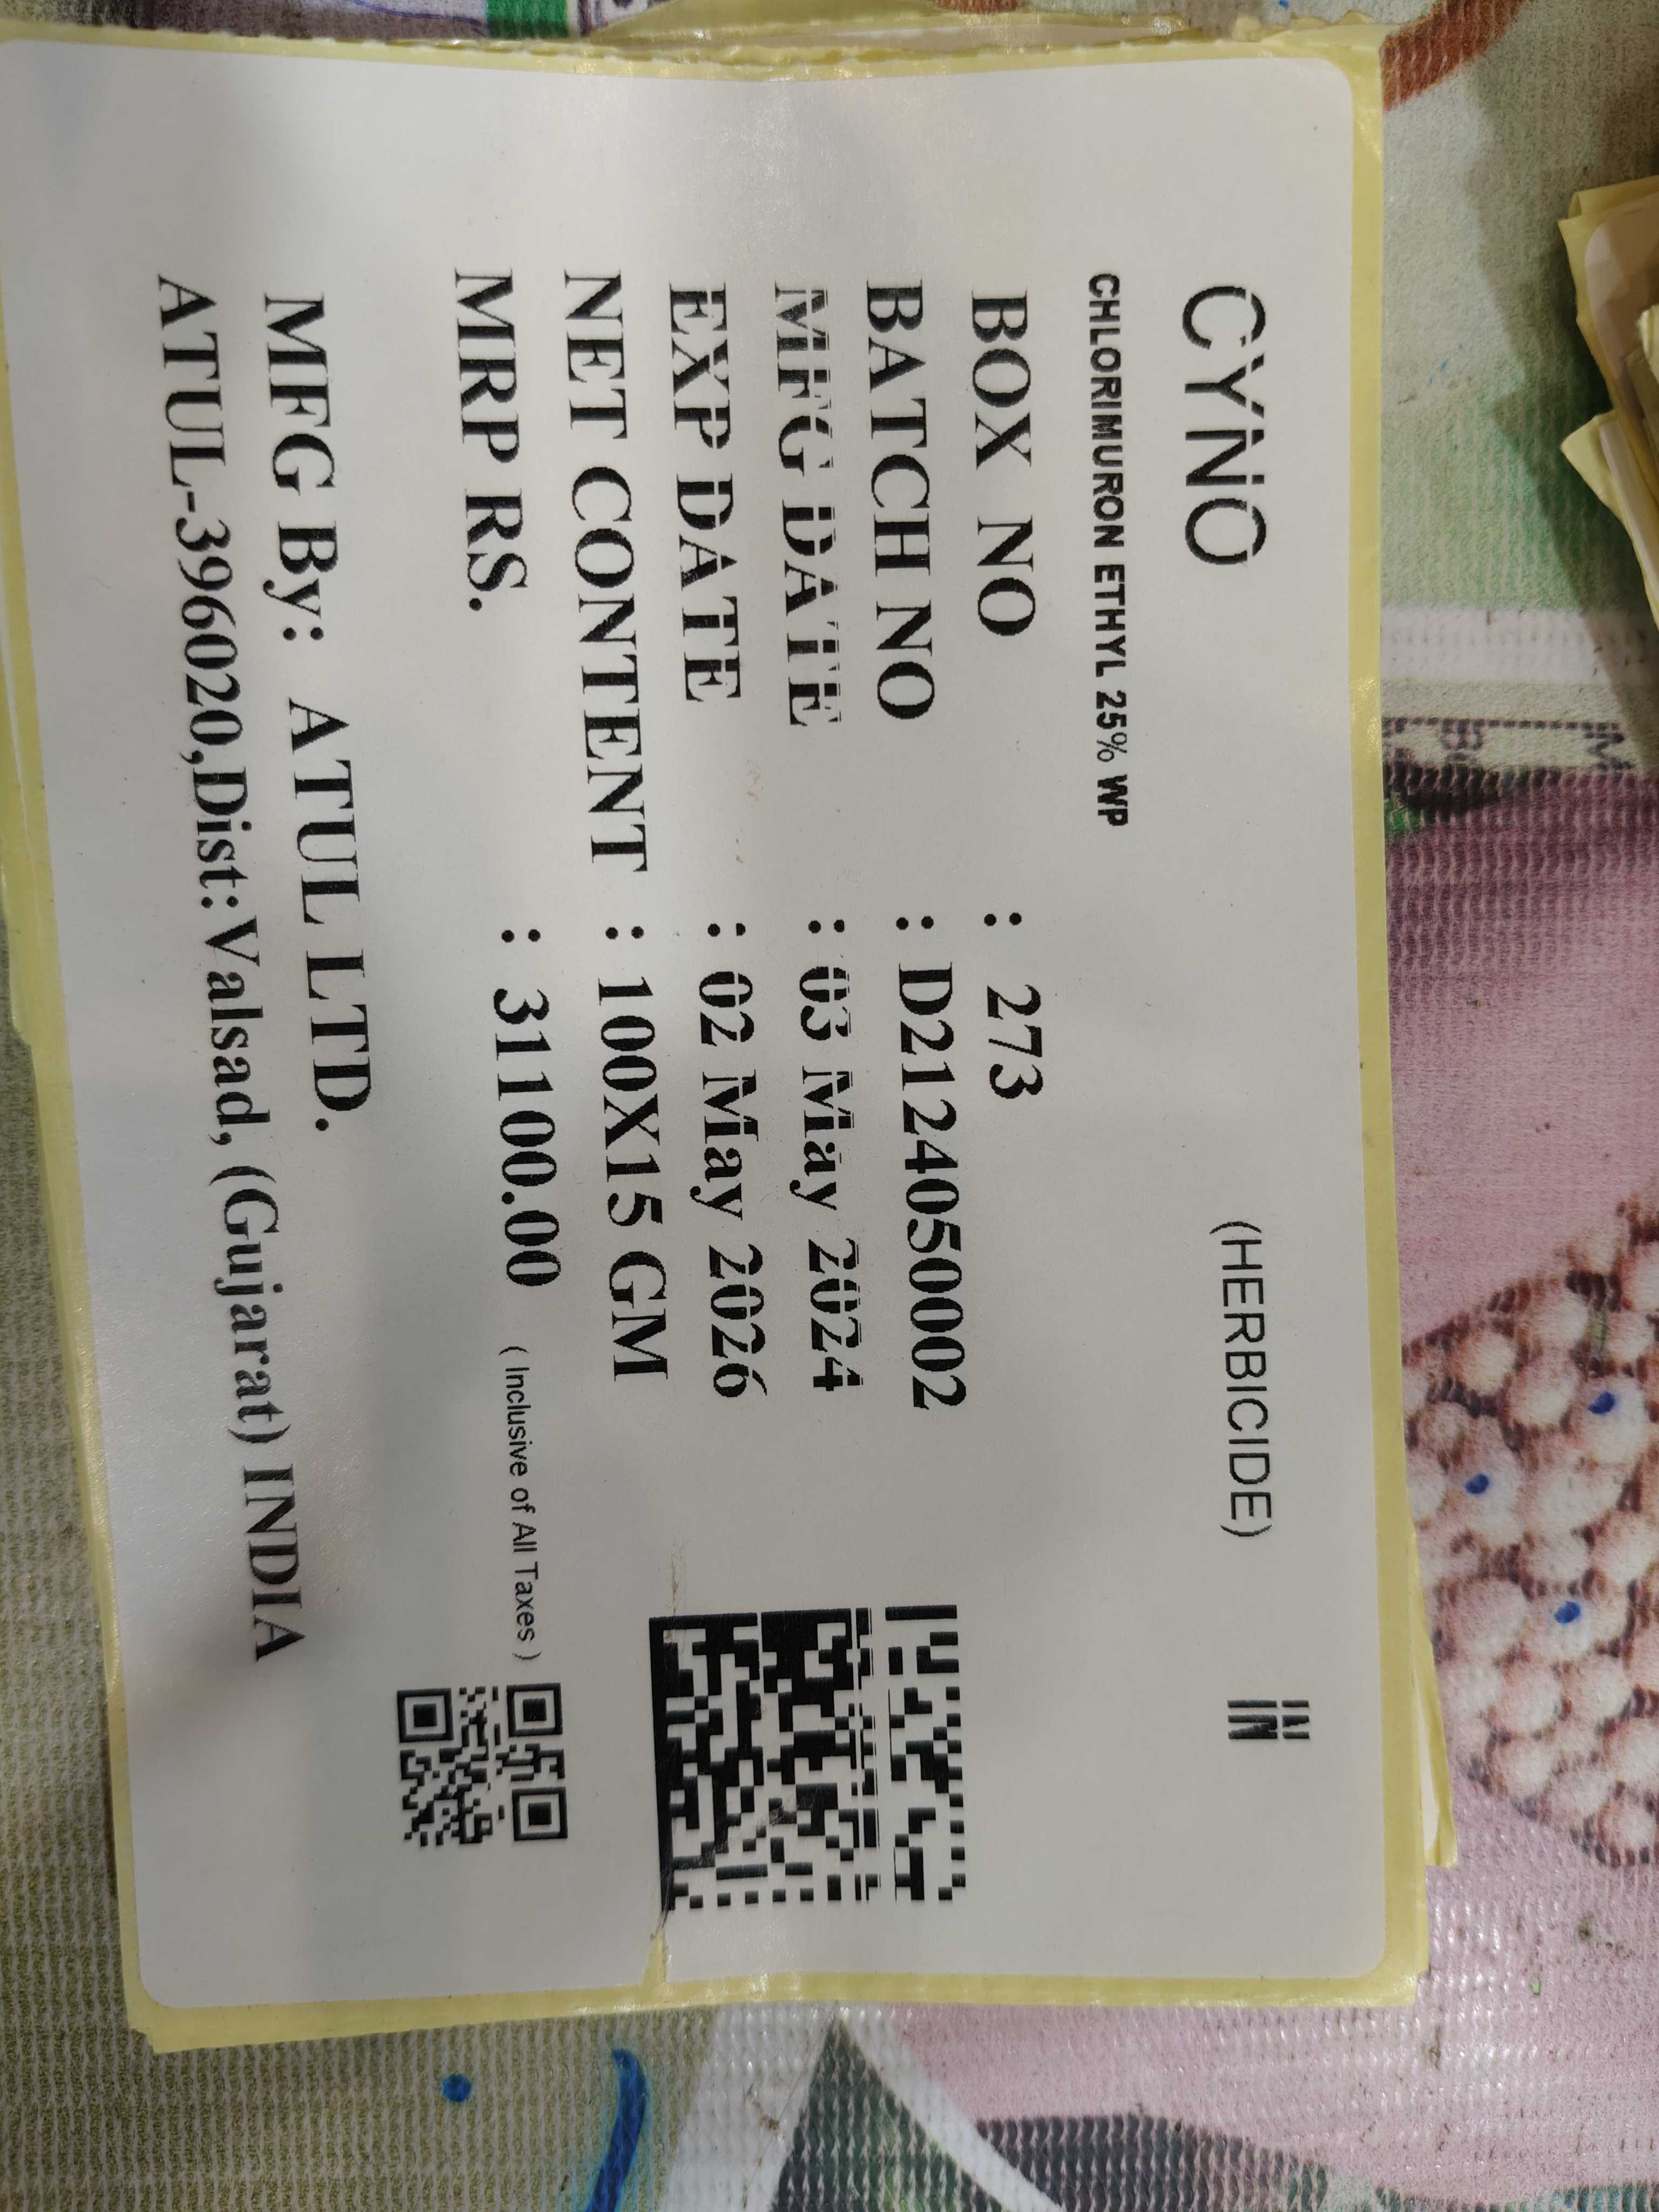 CYNO (HERBICIDE) IN
CHLORIMURON ETHYL 25% WP
BOX NO : 273
BATCH NO : D2124050002
MFG DATE : 03 May 2024
EXP DATE : 02 May 2026
NET CONTENT : 100X15 GM
MRP RS. : 31100.00 ( Inclusive of All Taxes )
MFG By: ATUL LTD.
ATUL-396020,Dist:Valsad, (Gujarat) INDIA